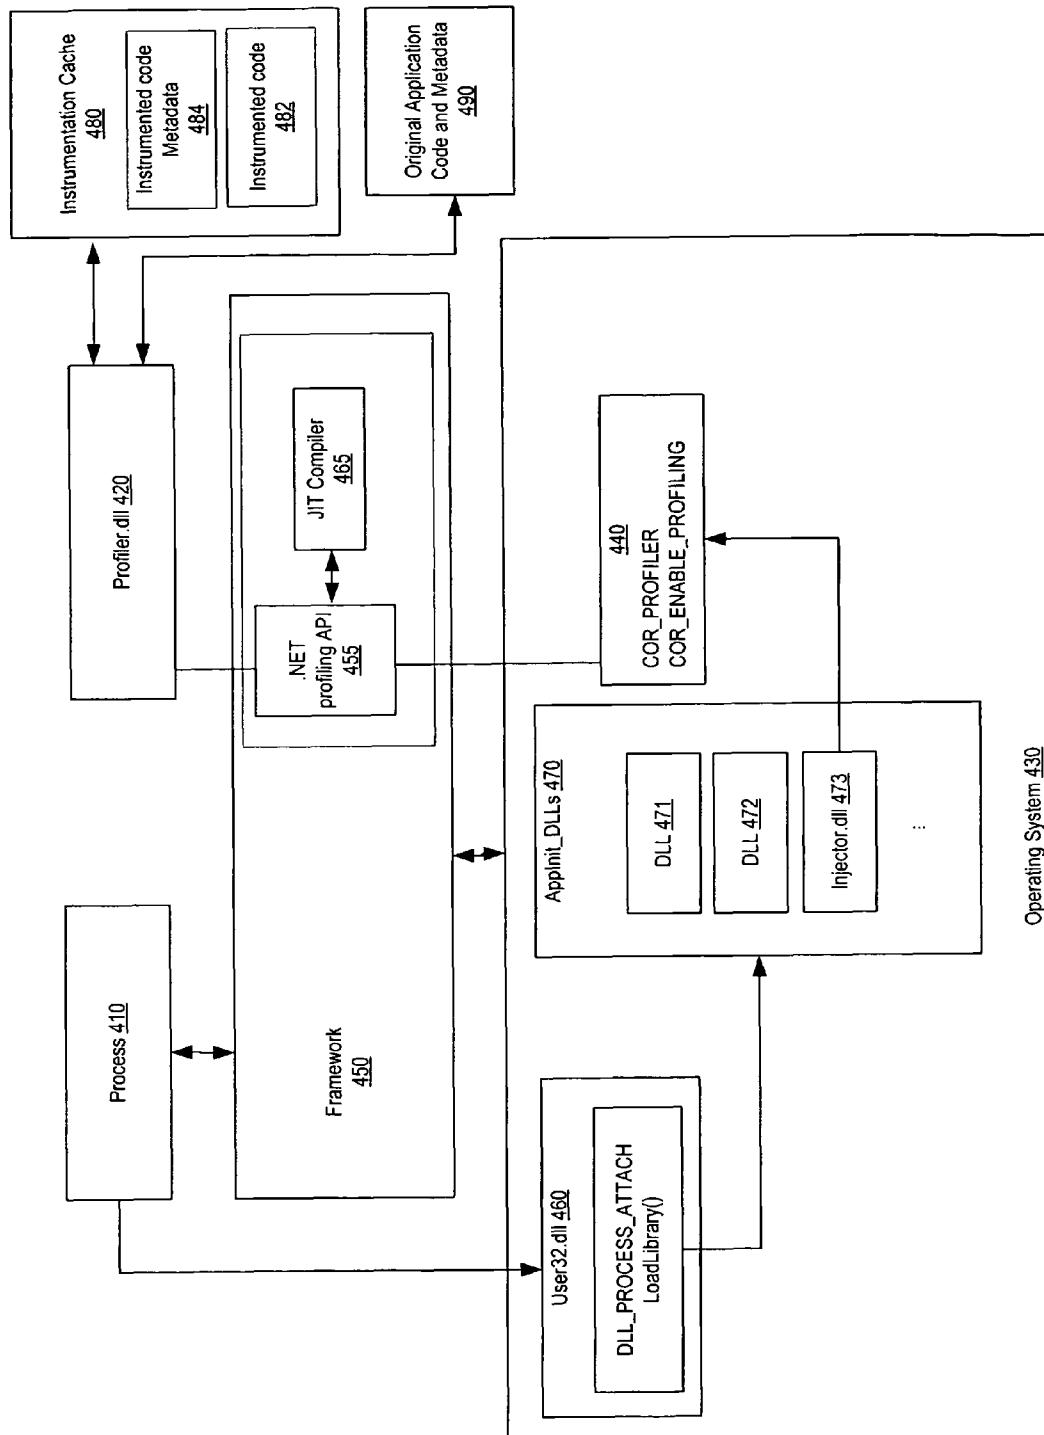 Process 410
Profiler.dll 420
Instrumentation Cache
480
Instrumented code
Metadata
484
Instrumented code
482
Original Application
Code and Metadata
490
Framework
450
.NET
profiling API
455
JIT Compiler
465
User32.dll 460
DLL_PROCESS_ATTACH
LoadLibrary()
AppInit_DLLs 470
DLL 471
DLL 472
Injector.dll 473
...
440
COR_PROFILER
COR_ENABLE_PROFILING
Operating System 430